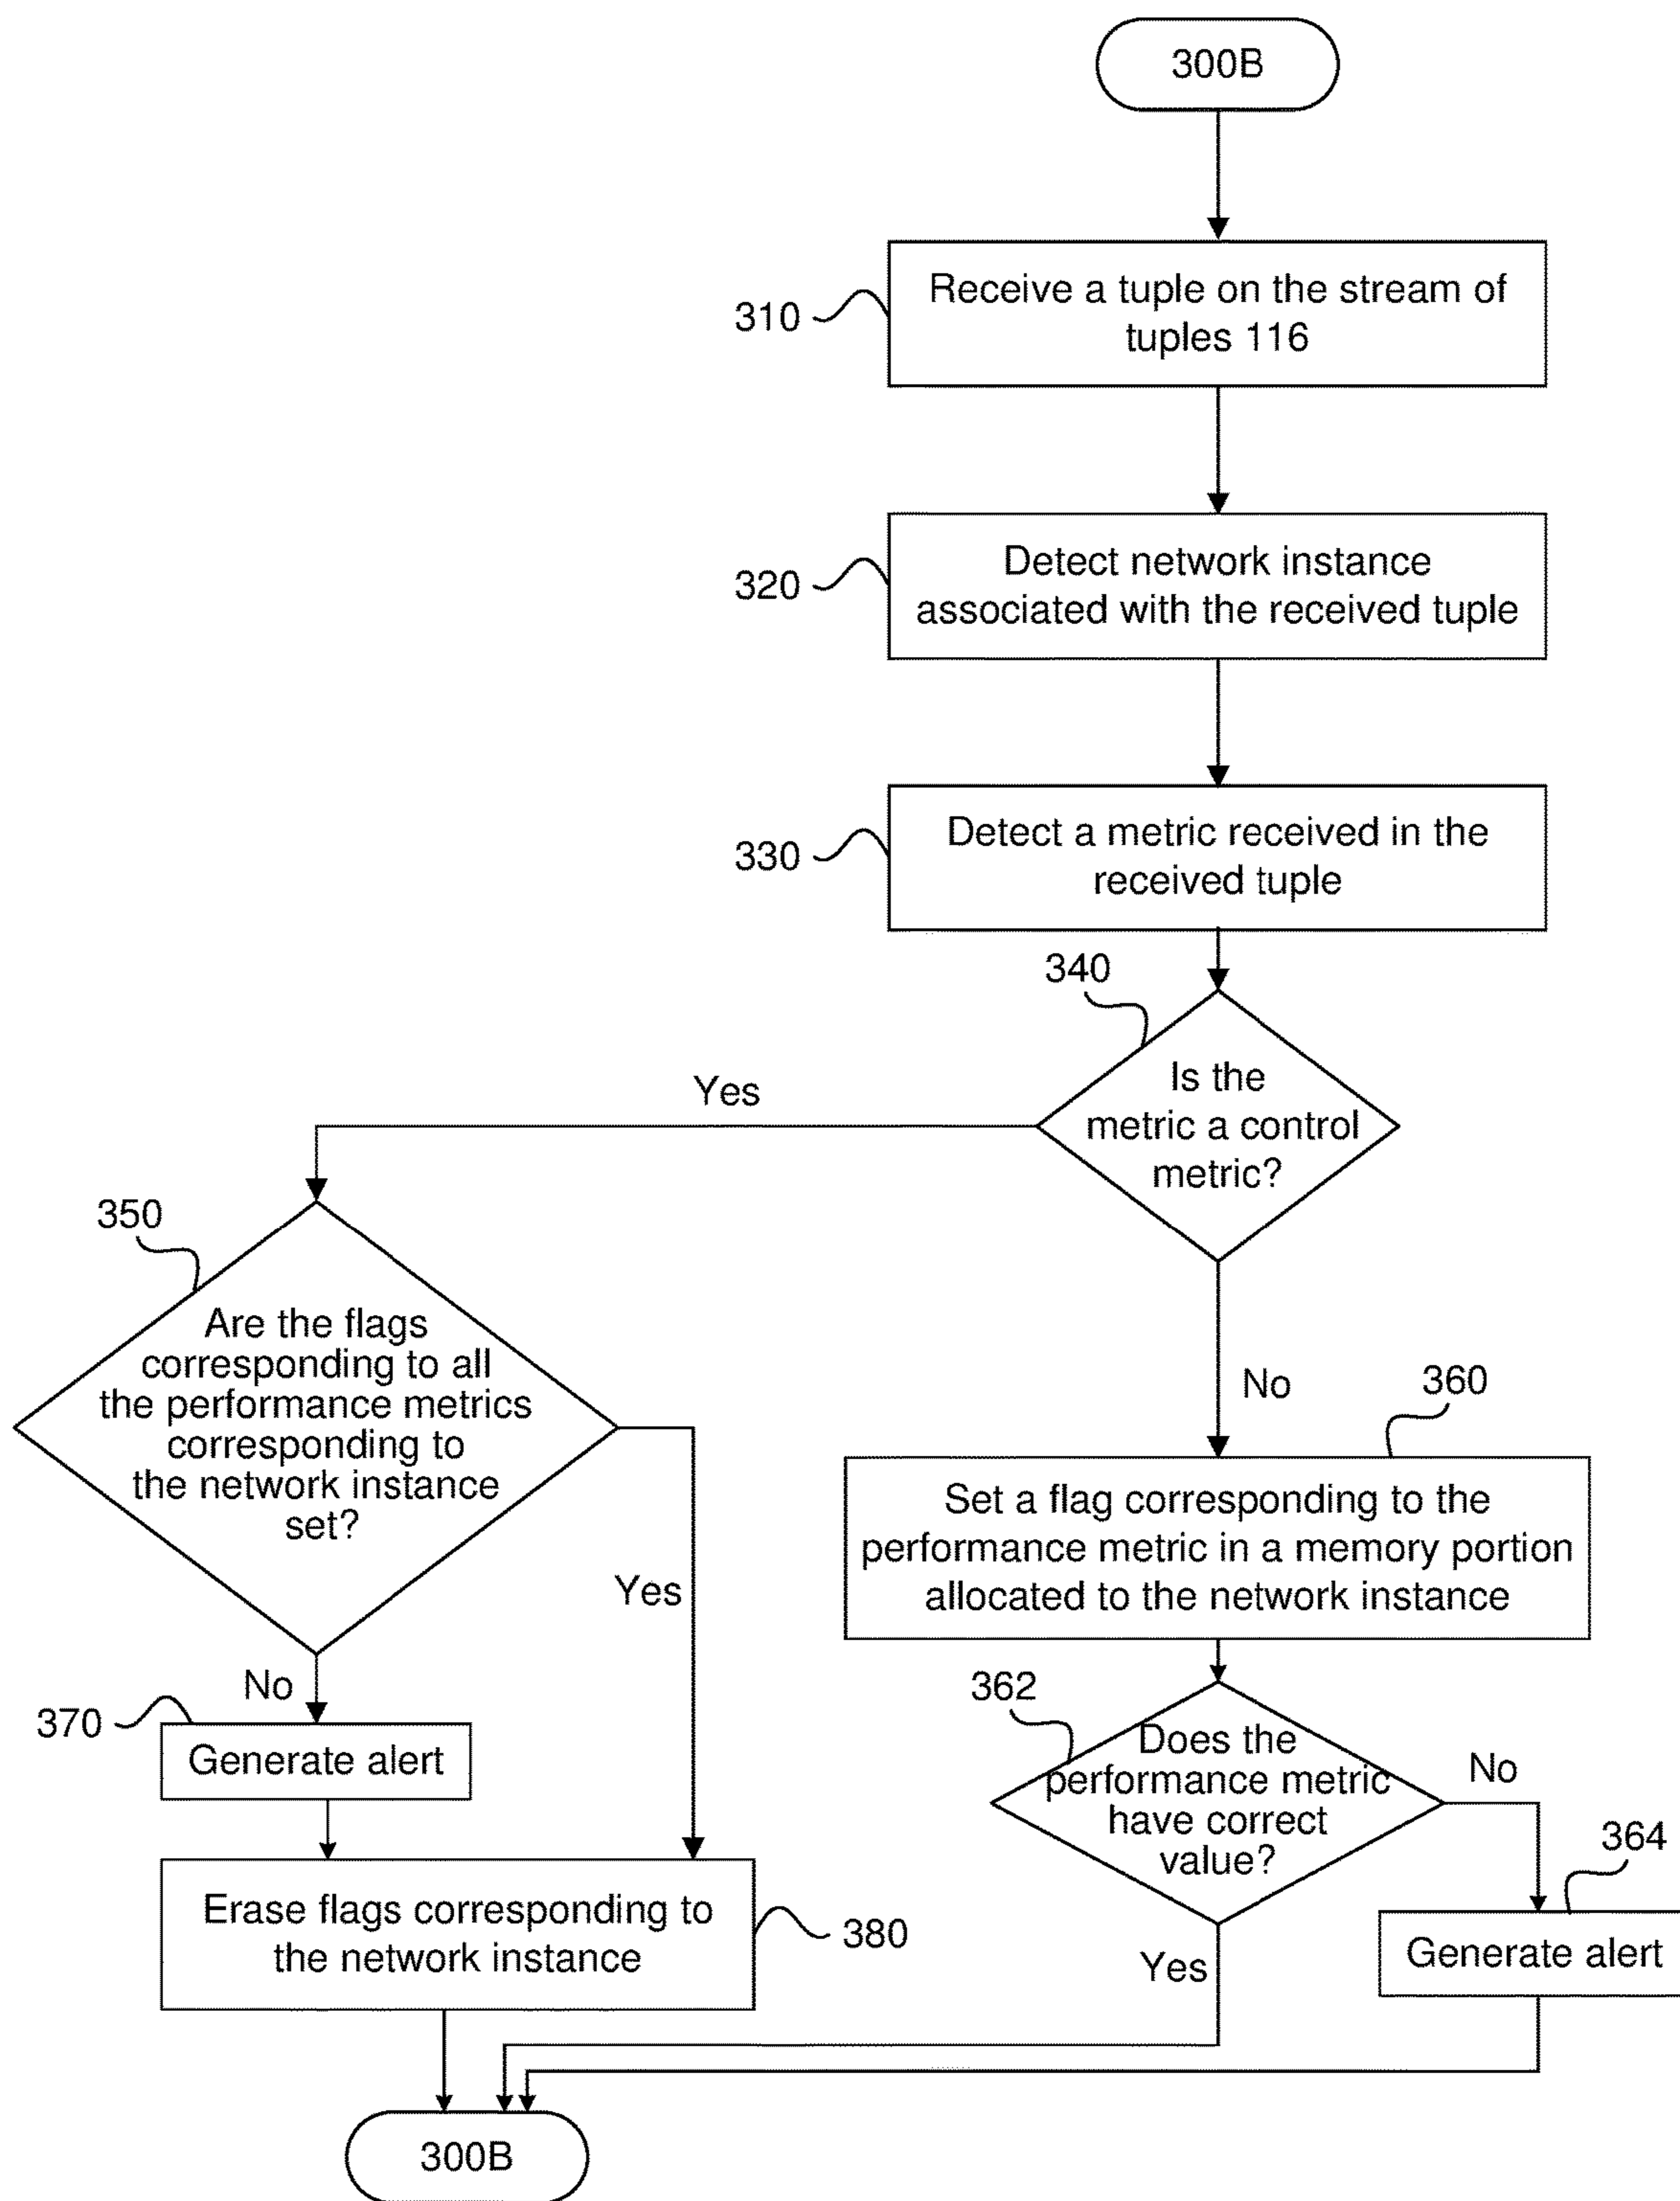 300B
310
Receive a tuple on the stream of
tuples 116
320
Detect network instance
associated with the received tuple
330
Detect a metric received in the
received tuple
340
Is the
metric a control
metric?
Yes
350
Are the flags
corresponding to all
the performance metrics
corresponding to
the network instance
set?
No
360
Set a flag corresponding to the
performance metric in a memory portion
allocated to the network instance
Yes
No
370
Generate alert
362
Does the
performance metric
have correct
value?
No
364
Generate alert
Erase flags corresponding to
the network instance
380
Yes
300B